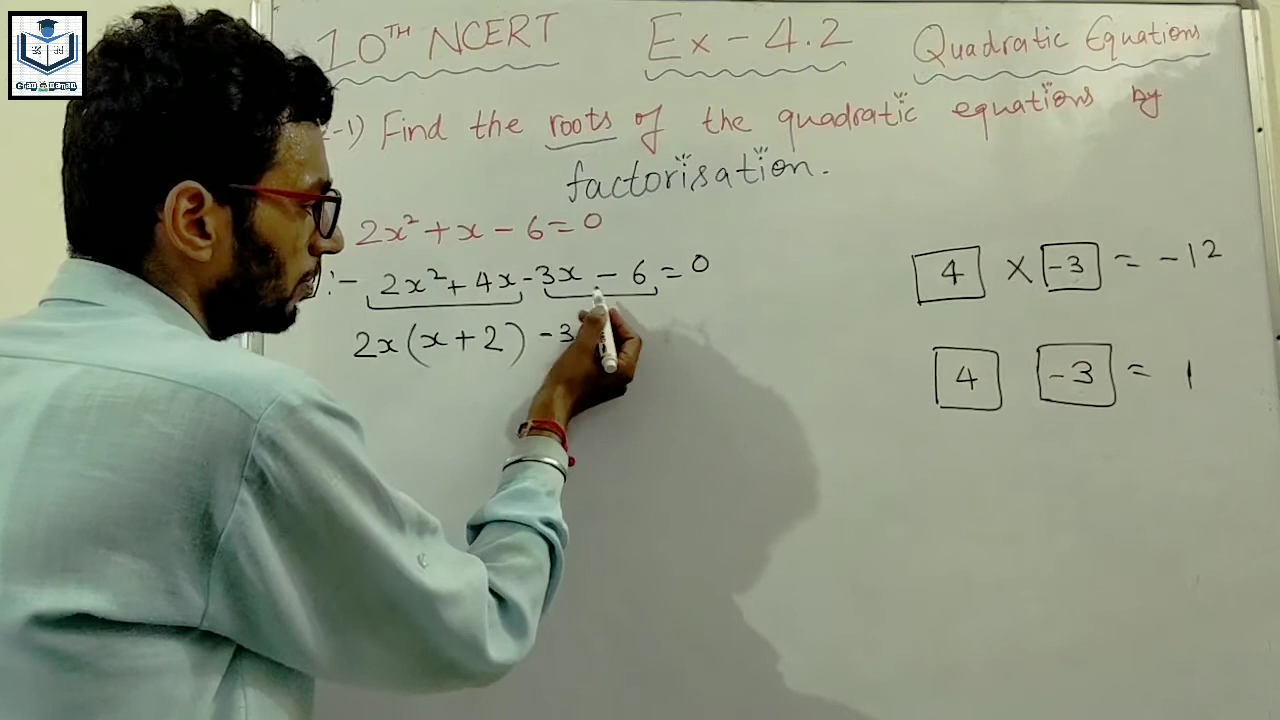 10TH NCERT Ex-4.2 Quadratic Equations
-1) Find the roots of the quadratic equations by
factorisation.
2x² + x - 6 = 0
:- 2x² + 4x - 3x - 6 = 0
2x(x + 2) - 3
4 × -3 = -12
4 -3 = 1